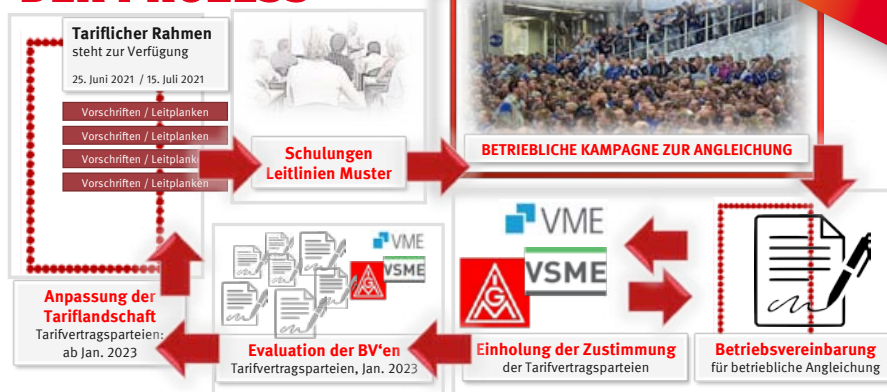 Tariflicher Rahmen
steht zur Verfügung
25. Juni 2021 / 15. Juli 2021
Vorschriften / Leitplanken
Vorschriften / Leitplanken
Vorschriften / Leitplanken
Vorschriften / Leitplanken
Schulungen
Leitlinien Muster
BETRIEBLICHE KAMPAGNE ZUR ANGLEICHUNG
Betriebsvereinbarung
für betriebliche Angleichung
VME
VSME
IGM
Einholung der Zustimmung
der Tarifvertragsparteien
VME
VSME
IGM
Evaluation der BV‘en
Tarifvertragsparteien, Jan. 2023
Anpassung der
Tariflandschaft
Tarifvertragsparteien:
ab Jan. 2023